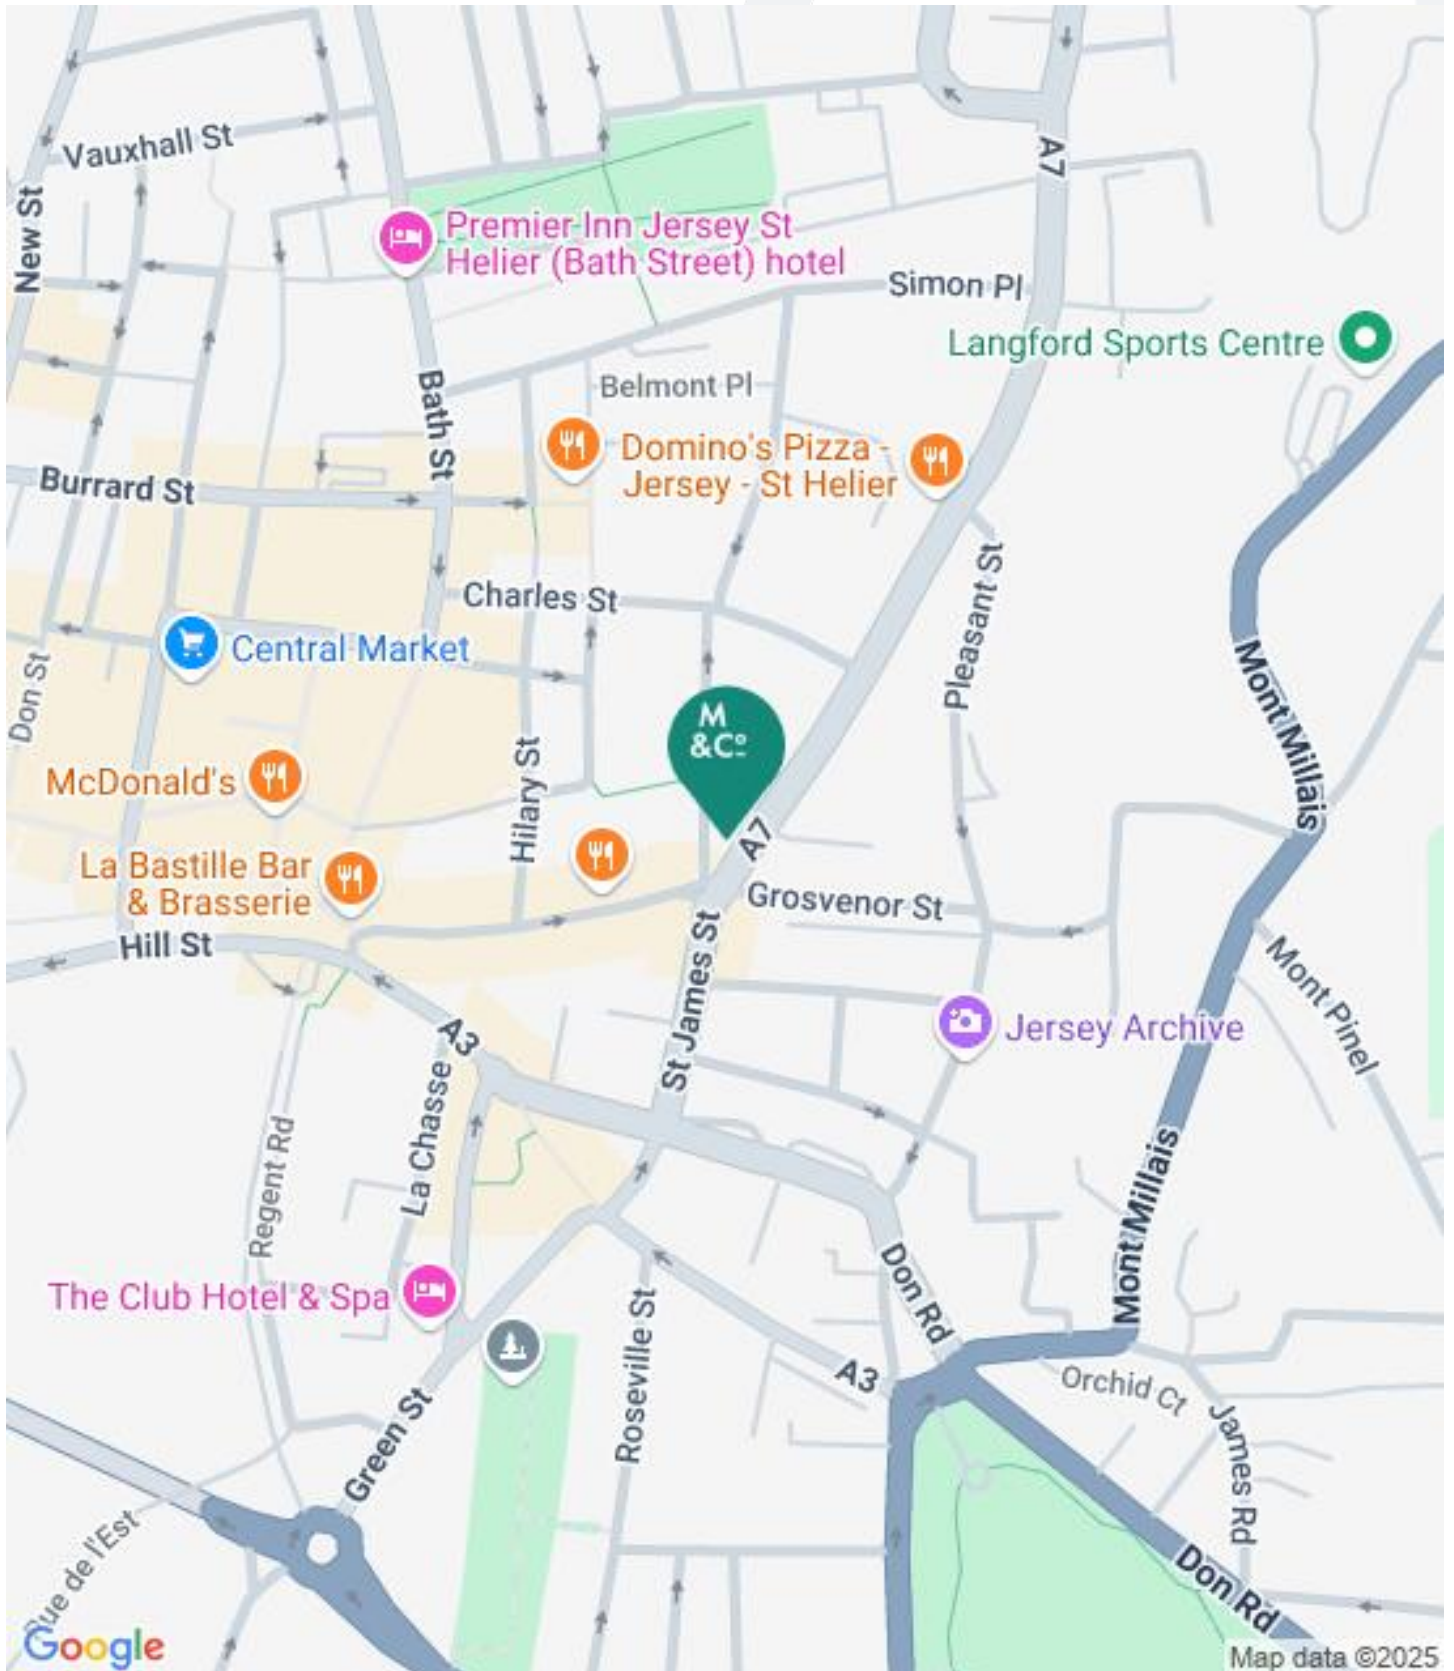 A7
Vauxhall St
New St
Premier Inn Jersey St
Helier (Bath Street) hotel
Simon Pl
Langford Sports Centre
Belmont Pl
Bath St
Domino's Pizza -
Jersey - St Helier
Burrard St
Pleasant St
Charles St
Central Market
Don St
Mont Millais
M
&Cº
McDonald's
Hilary St
A7
La Bastille Bar
& Brasserie
Grosvenor St
Hill St
St James St
Mont Pinel
Jersey Archive
A3
La Chasse
Regent Rd
Mont Millais
Don Rd
The Club Hotel & Spa
Roseville St
A3
Orchid Ct
James Rd
Green St
Rue de l'Est
Don Rd
Google
Map data ©2025